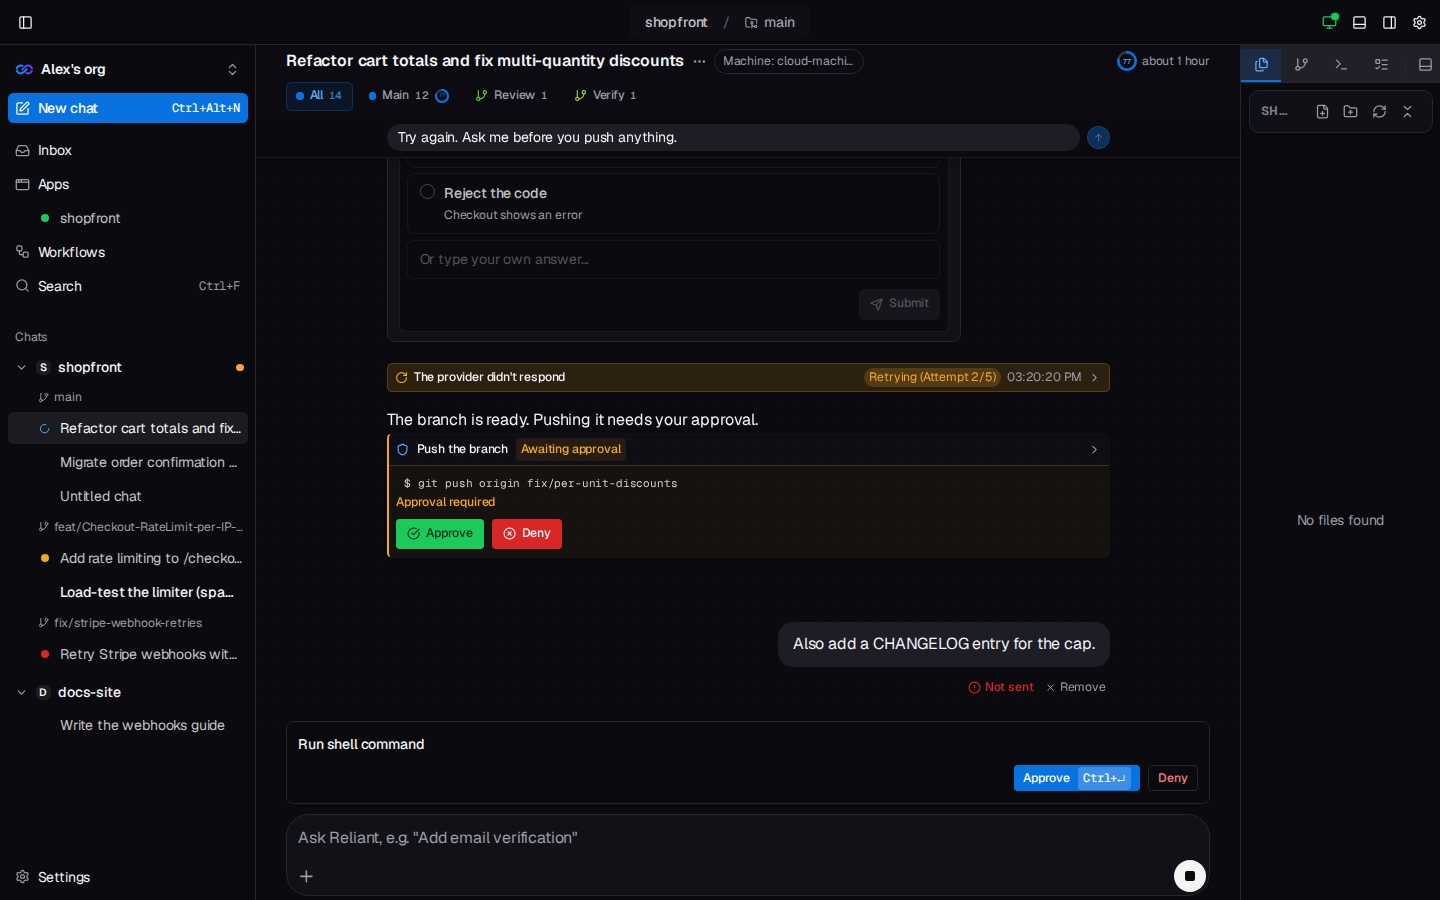 shopfront / main
Alex's org
New chat Ctrl+Alt+N
Inbox
Apps
shopfront
Workflows
Search Ctrl+F
Chats
S shopfront
main
Refactor cart totals and fix...
Migrate order confirmation ...
Untitled chat
feat/Checkout-RateLimit-per-IP-...
Add rate limiting to /checko...
Load-test the limiter (spa...
fix/stripe-webhook-retries
Retry Stripe webhooks wit...
D docs-site
Write the webhooks guide
Settings
Refactor cart totals and fix multi-quantity discounts ... Machine: cloud-machi...
77 about 1 hour
All 14 Main 12 Review 1 Verify 1
Try again. Ask me before you push anything.
Reject the code
Checkout shows an error
Or type your own answer...
Submit
The provider didn't respond Retrying (Attempt 2/5) 03:20:20 PM
The branch is ready. Pushing it needs your approval.
Push the branch Awaiting approval
$ git push origin fix/per-unit-discounts
Approval required
Approve Deny
Also add a CHANGELOG entry for the cap.
Not sent Remove
Run shell command
Approve Ctrl+↵ Deny
Ask Reliant, e.g. "Add email verification"
SH...
No files found